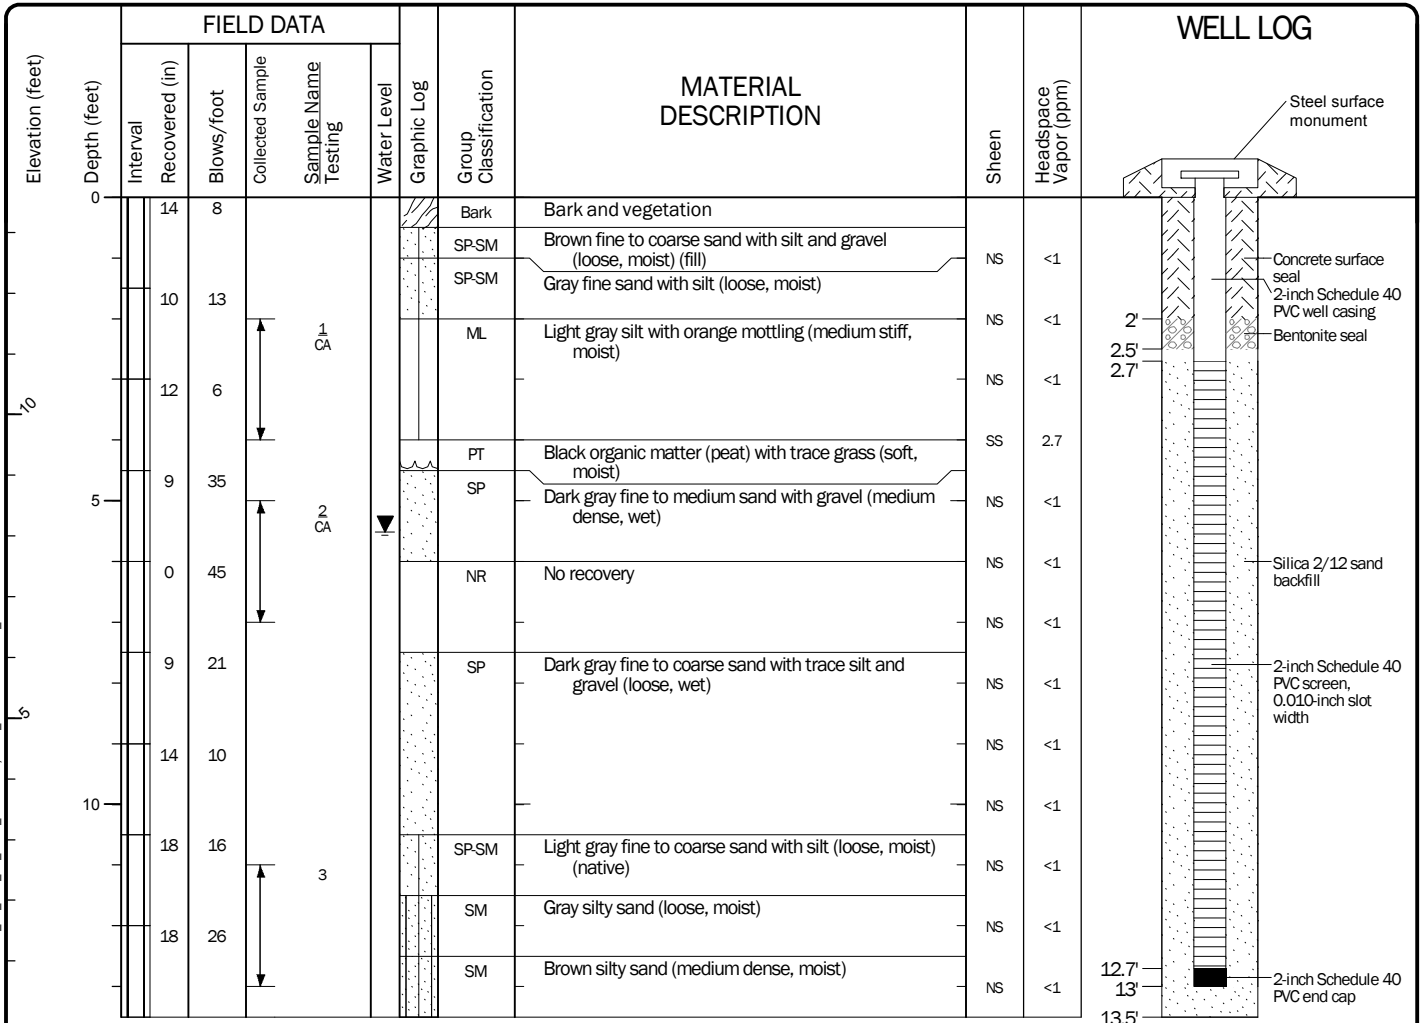 FIELD DATA
WELL LOG
Elevation (feet)
Depth (feet)
Interval
Recovered (in)
Blows/foot
Collected Sample
Sample Name
Testing
Water Level
Graphic Log
Group
Classification
MATERIAL
DESCRIPTION
Sheen
Headspace
Vapor (ppm)
Steel surface
monument
0
14 8 Bark Bark and vegetation
SP-SM Brown fine to coarse sand with silt and gravel
(loose, moist) (fill) NS <1
SP-SM Gray fine sand with silt (loose, moist)
Concrete surface
seal
2-inch Schedule 40
PVC well casing
10 13
NS <1 2'
1
CA
ML Light gray silt with orange mottling (medium stiff,
moist)
Bentonite seal
2.5'
2.7'
NS <1
12 6
10
SS 2.7
PT Black organic matter (peat) with trace grass (soft,
moist)
9 35
SP Dark gray fine to medium sand with gravel (medium
dense, wet)
5
NS <1
2
CA
NS <1
Silica 2/12 sand
backfill
0 45 NR No recovery
NS <1
9 21 SP Dark gray fine to coarse sand with trace silt and
gravel (loose, wet)
2-inch Schedule 40
PVC screen,
0.010-inch slot
width
NS <1
5
NS <1
14 10
10
NS <1
18 16 SP-SM Light gray fine to coarse sand with silt (loose, moist)
(native)
NS <1
3
SM Gray silty sand (loose, moist)
NS <1
18 26
SM Brown silty sand (medium dense, moist)
12.7'
13'
NS <1
2-inch Schedule 40
PVC end cap
13.5'